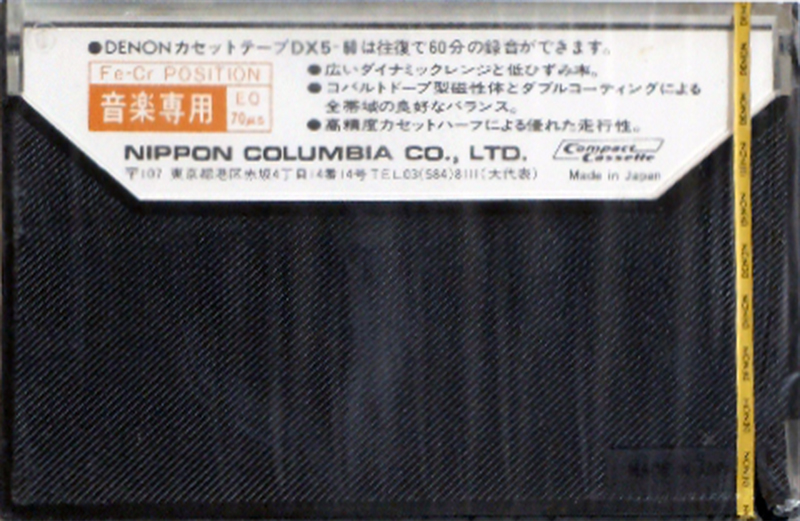 ●DENONカセットテープDX5-60は往復で60分の録音ができます。
Fe-Cr POSITION
音楽専用
EQ
70μs
●広いダイナミックレンジと低ひずみ率。
●コバルトドープ型磁性体とダブルコーティングによる
全帯域の良好なバランス。
●高精度カセットハーフによる優れた走行性。
NIPPON COLUMBIA CO., LTD.
Compact Cassette
〒107 東京都港区赤坂4丁目14番14号 TEL.03(584)8111(大代表)
Made in Japan